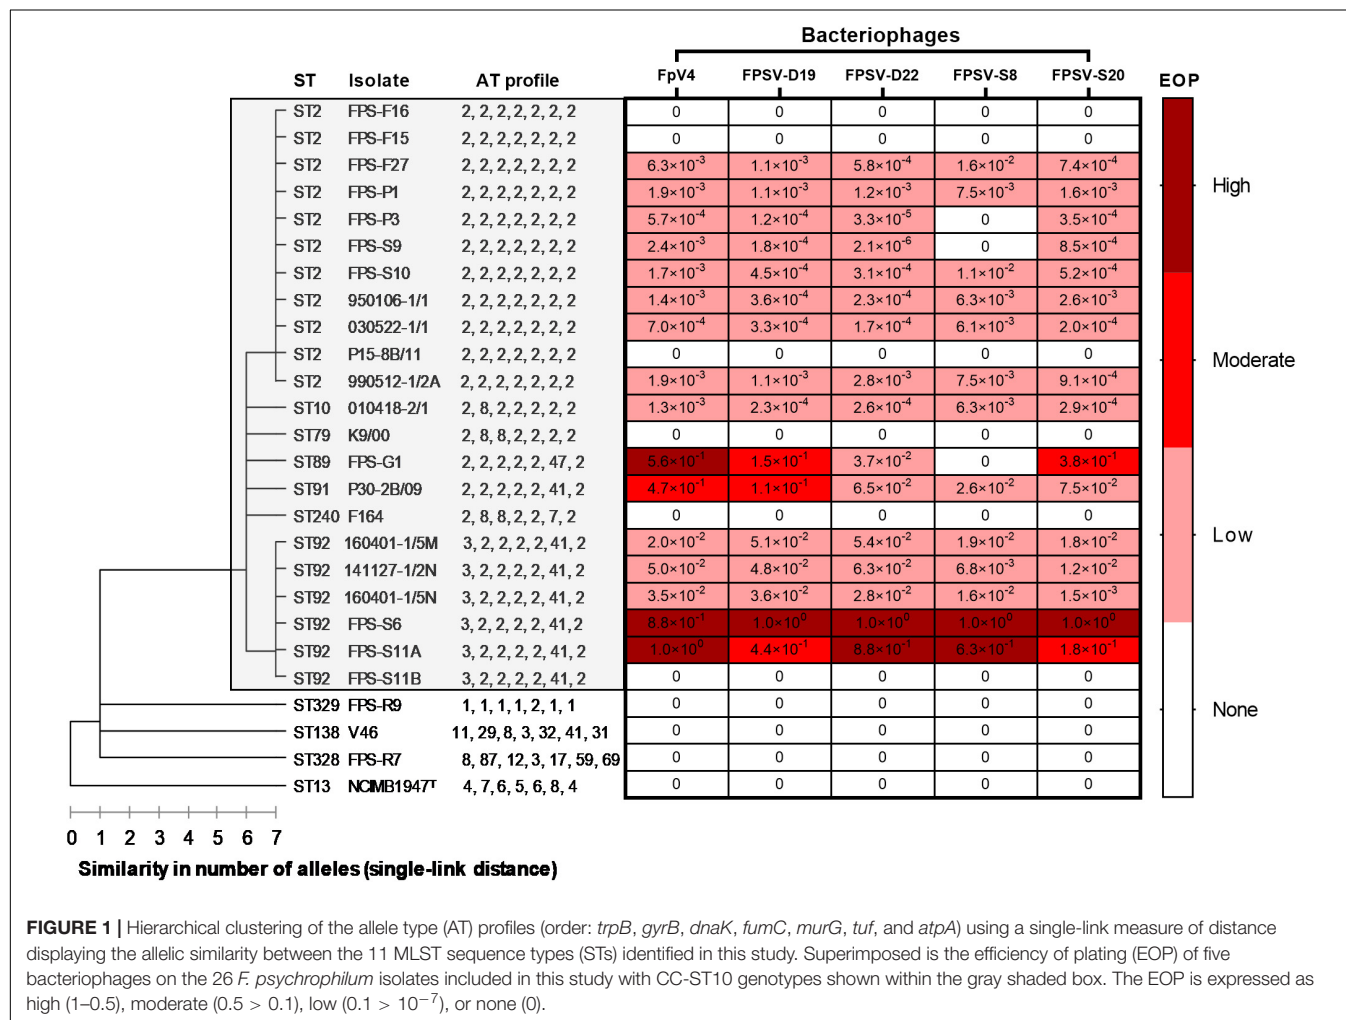 Bacteriophages
ST Isolate AT profile FpV4 FPSV-D19 FPSV-D22 FPSV-S8 FPSV-S20 EOP
ST2 FPS-F16 2, 2, 2, 2, 2, 2, 2 0 0 0 0 0
ST2 FPS-F15 2, 2, 2, 2, 2, 2, 2 0 0 0 0 0
ST2 FPS-F27 2, 2, 2, 2, 2, 2, 2 6.3×10⁻³ 1.1×10⁻³ 5.8×10⁻⁴ 1.6×10⁻² 7.4×10⁻⁴
ST2 FPS-P1 2, 2, 2, 2, 2, 2, 2 1.9×10⁻³ 1.1×10⁻³ 1.2×10⁻³ 7.5×10⁻³ 1.6×10⁻³
High
ST2 FPS-P3 2, 2, 2, 2, 2, 2, 2 5.7×10⁻⁴ 1.2×10⁻⁴ 3.3×10⁻⁵ 0 3.5×10⁻⁴
ST2 FPS-S9 2, 2, 2, 2, 2, 2, 2 2.4×10⁻³ 1.8×10⁻⁴ 2.1×10⁻⁶ 0 8.5×10⁻⁴
ST2 FPS-S10 2, 2, 2, 2, 2, 2, 2 1.7×10⁻³ 4.5×10⁻⁴ 3.1×10⁻⁴ 1.1×10⁻² 5.2×10⁻⁴
ST2 950106-1/1 2, 2, 2, 2, 2, 2, 2 1.4×10⁻³ 3.6×10⁻⁴ 2.3×10⁻⁴ 6.3×10⁻³ 2.6×10⁻³
ST2 030522-1/1 2, 2, 2, 2, 2, 2, 2 7.0×10⁻⁴ 3.3×10⁻⁴ 1.7×10⁻⁴ 6.1×10⁻³ 2.0×10⁻⁴
ST2 P15-8B/11 2, 2, 2, 2, 2, 2, 2 0 0 0 0 0
Moderate
ST2 990512-1/2A 2, 2, 2, 2, 2, 2, 2 1.9×10⁻³ 1.1×10⁻³ 2.8×10⁻³ 7.5×10⁻³ 9.1×10⁻⁴
ST10 010418-2/1 2, 8, 2, 2, 2, 2, 2 1.3×10⁻³ 2.3×10⁻⁴ 2.6×10⁻⁴ 6.3×10⁻³ 2.9×10⁻⁴
ST79 K9/00 2, 8, 8, 2, 2, 2, 2 0 0 0 0 0
ST89 FPS-G1 2, 2, 2, 2, 2, 47, 2 5.6×10⁻¹ 1.5×10⁻¹ 3.7×10⁻² 0 3.8×10⁻¹
ST91 P30-2B/09 2, 2, 2, 2, 2, 41, 2 4.7×10⁻¹ 1.1×10⁻¹ 6.5×10⁻² 2.6×10⁻² 7.5×10⁻²
ST240 F164 2, 8, 8, 2, 2, 7, 2 0 0 0 0 0
ST92 160401-1/5M 3, 2, 2, 2, 2, 41, 2 2.0×10⁻² 5.1×10⁻² 5.4×10⁻² 1.9×10⁻² 1.8×10⁻²
Low
ST92 141127-1/2N 3, 2, 2, 2, 2, 41, 2 5.0×10⁻² 4.8×10⁻² 6.3×10⁻² 6.8×10⁻³ 1.2×10⁻²
ST92 160401-1/5N 3, 2, 2, 2, 2, 41, 2 3.5×10⁻² 3.6×10⁻² 2.8×10⁻² 1.6×10⁻² 1.5×10⁻³
ST92 FPS-S6 3, 2, 2, 2, 2, 41, 2 8.8×10⁻¹ 1.0×10⁰ 1.0×10⁰ 1.0×10⁰ 1.0×10⁰
ST92 FPS-S11A 3, 2, 2, 2, 2, 41, 2 1.0×10⁰ 4.4×10⁻¹ 8.8×10⁻¹ 6.3×10⁻¹ 1.8×10⁻¹
ST92 FPS-S11B 3, 2, 2, 2, 2, 41, 2 0 0 0 0 0
ST329 FPS-R9 1, 1, 1, 1, 2, 1, 1 0 0 0 0 0
None
ST138 V46 11, 29, 8, 3, 32, 41, 31 0 0 0 0 0
ST328 FPS-R7 8, 87, 12, 3, 17, 59, 69 0 0 0 0 0
ST13 NCIMB1947ᵀ 4, 7, 6, 5, 6, 8, 4 0 0 0 0 0
0 1 2 3 4 5 6 7
Similarity in number of alleles (single-link distance)
FIGURE 1 | Hierarchical clustering of the allele type (AT) profiles (order: trpB, gyrB, dnaK, fumC, murG, tuf, and atpA) using a single-link measure of distance
displaying the allelic similarity between the 11 MLST sequence types (STs) identified in this study. Superimposed is the efficiency of plating (EOP) of five
bacteriophages on the 26 F. psychrophilum isolates included in this study with CC-ST10 genotypes shown within the gray shaded box. The EOP is expressed as
high (1–0.5), moderate (0.5 > 0.1), low (0.1 > 10⁻⁷), or none (0).